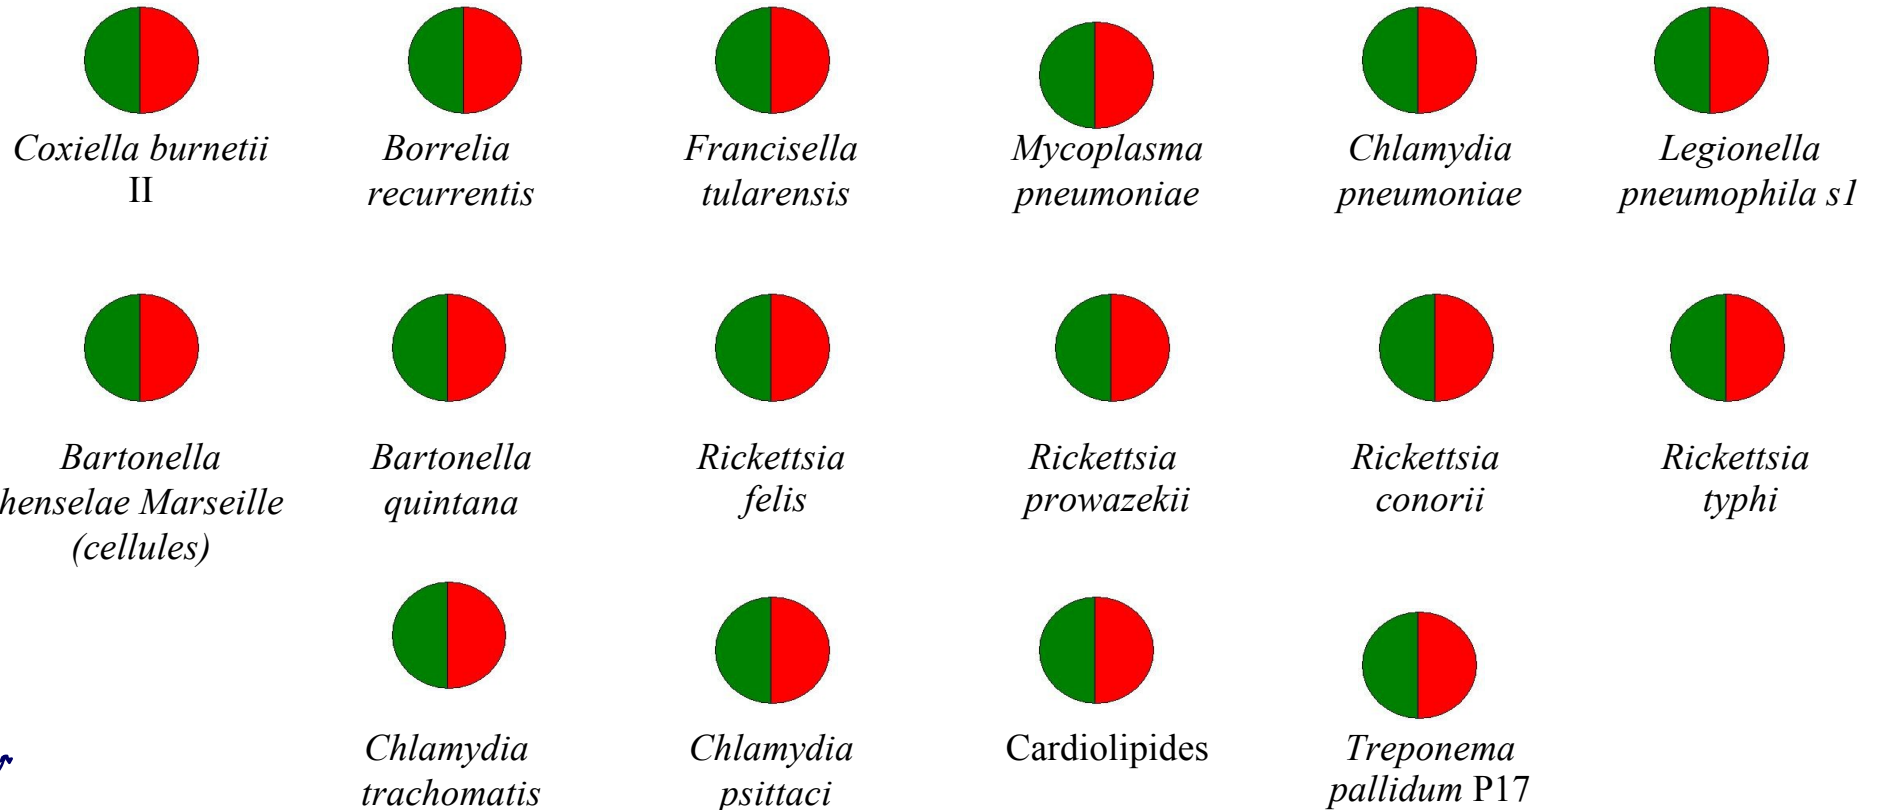 Coxiella burnetii
II
Borrelia
recurrentis
Francisella
tularensis
Mycoplasma
pneumoniae
Chlamydia
pneumoniae
Legionella
pneumophila s1
Bartonella
henselae Marseille
(cellules)
Bartonella
quintana
Rickettsia
felis
Rickettsia
prowazekii
Rickettsia
conorii
Rickettsia
typhi
Chlamydia
trachomatis
Chlamydia
psittaci
Cardiolipides
Treponema
pallidum P17